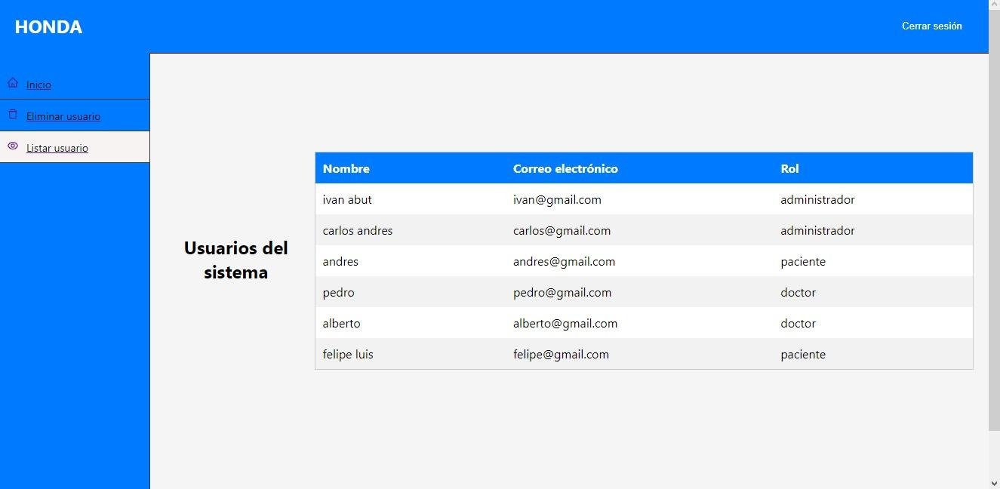 HONDA
Cerrar sesión
Inicio
Eliminar usuario
Listar usuario
Usuarios del
sistema
Nombre Correo electrónico Rol
ivan abut ivan@gmail.com administrador
carlos andres carlos@gmail.com administrador
andres andres@gmail.com paciente
pedro pedro@gmail.com doctor
alberto alberto@gmail.com doctor
felipe luis felipe@gmail.com paciente